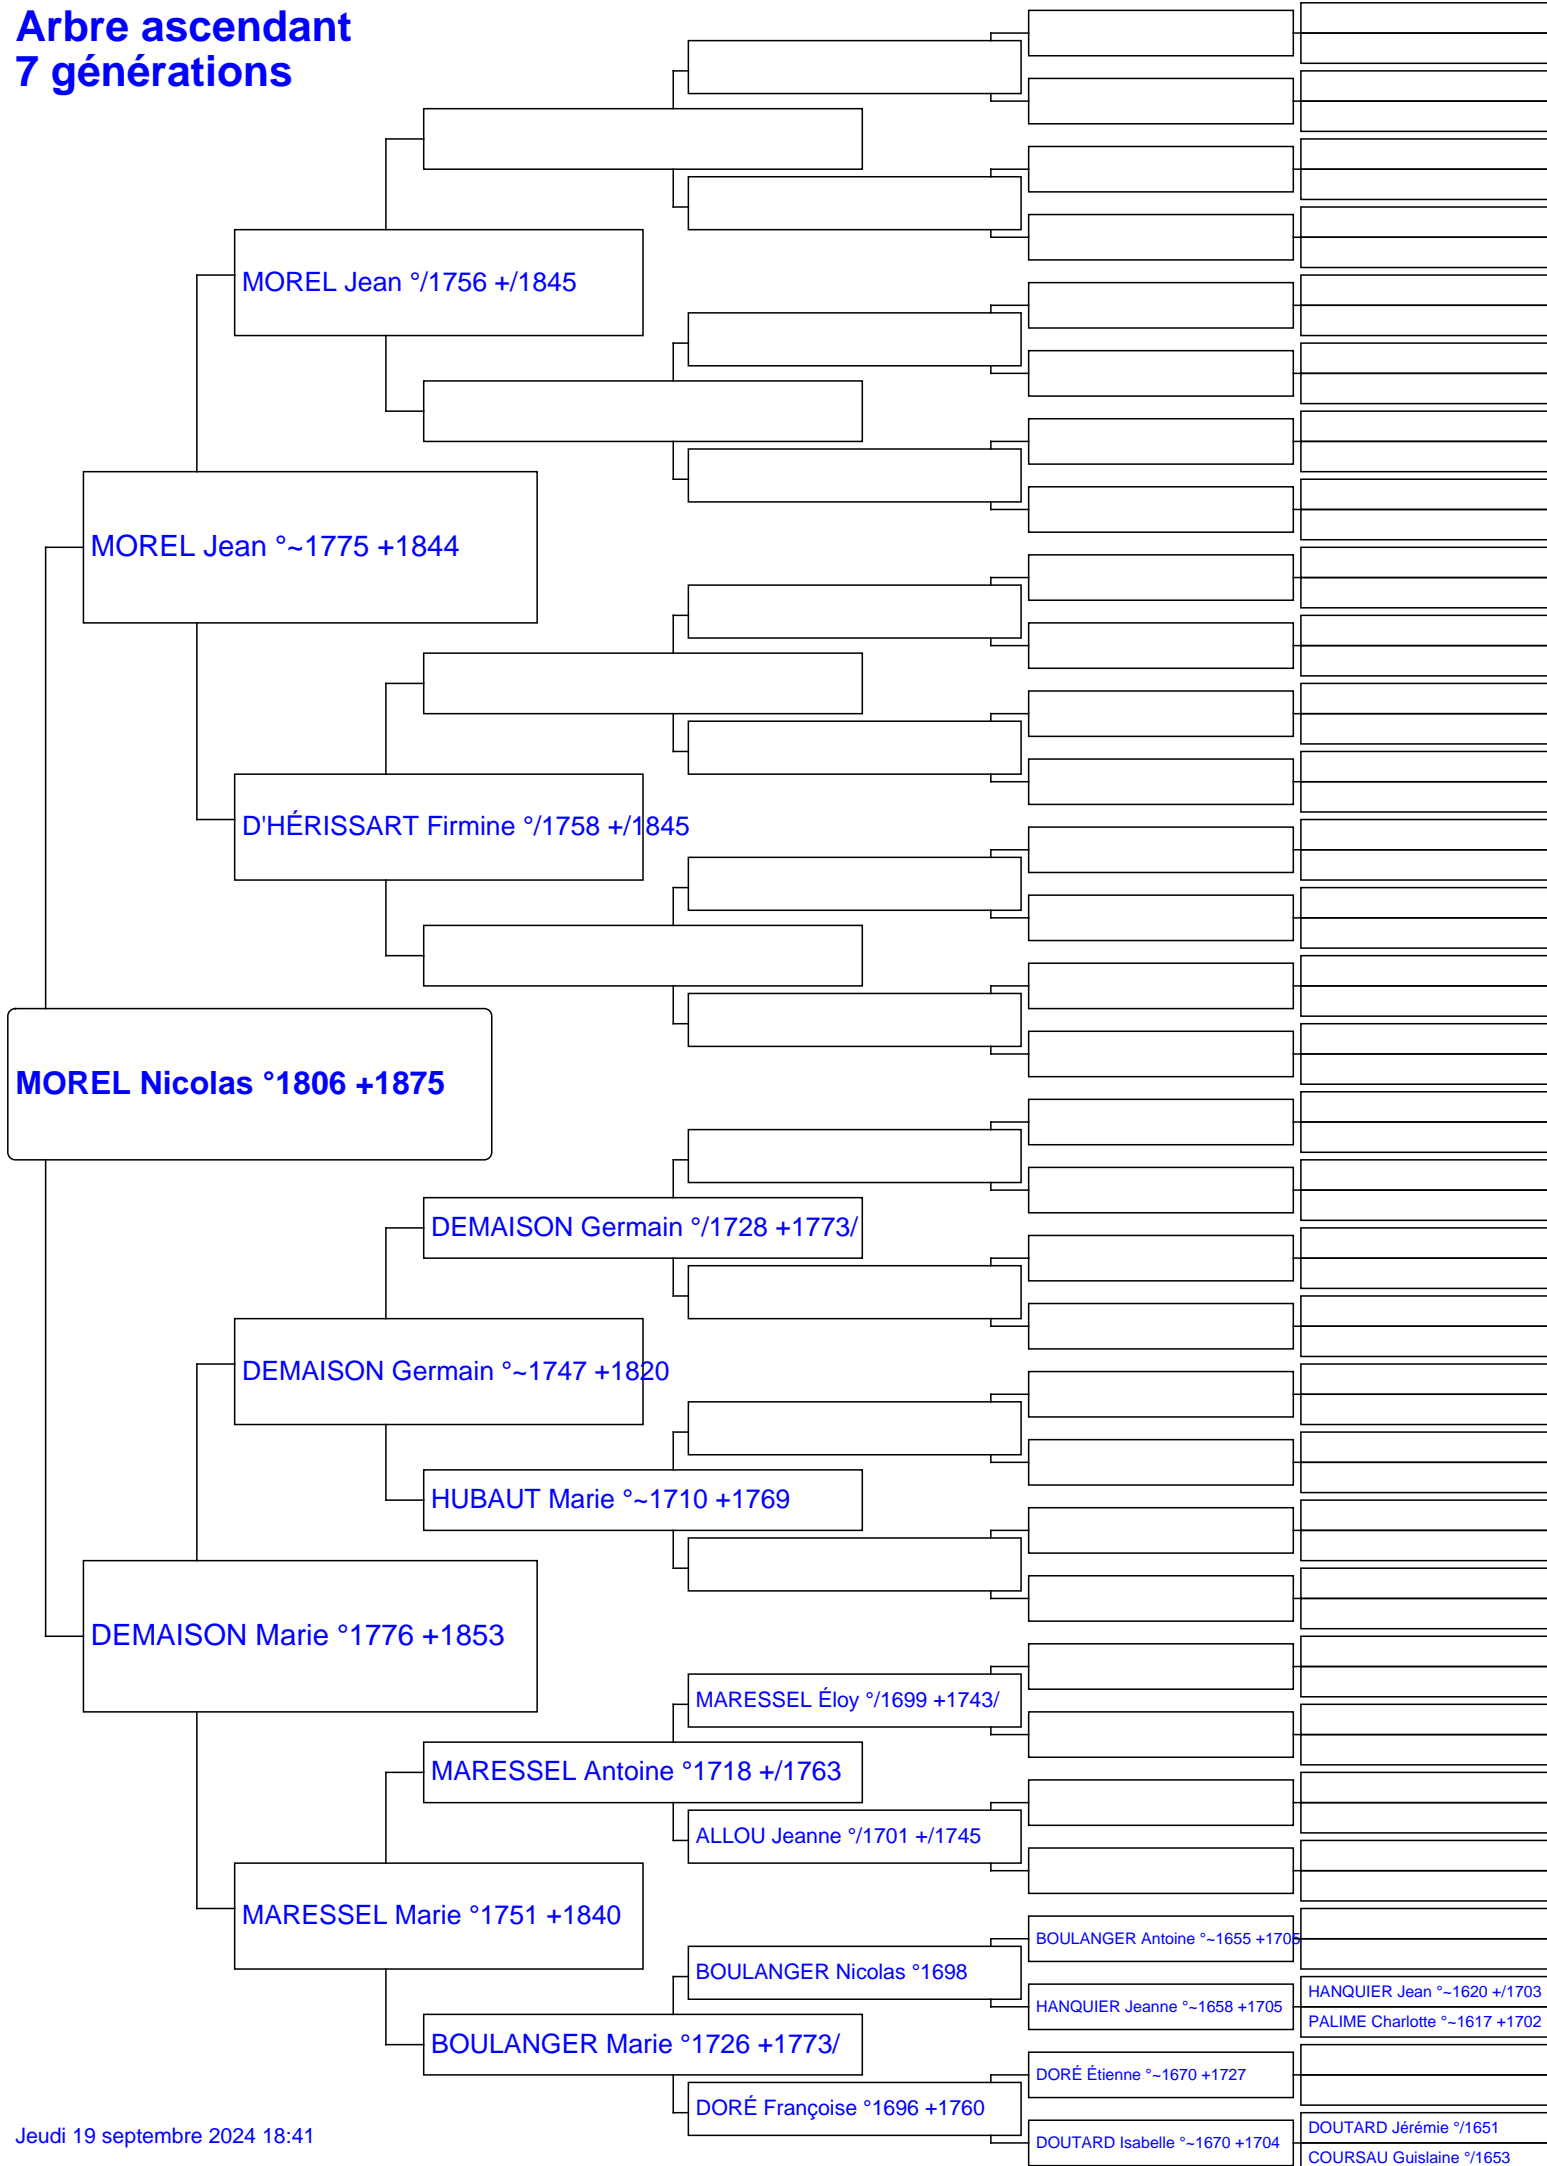 Arbre ascendant
7 générations
MOREL Jean °/1756 +/1845
MOREL Jean °~1775 +1844
D'HÉRISSART Firmine °/1758 +/1845
MOREL Nicolas °1806 +1875
DEMAISON Germain °/1728 +1773/
DEMAISON Germain °~1747 +1820
HUBAUT Marie °~1710 +1769
DEMAISON Marie °1776 +1853
MARESSEL Éloy °/1699 +1743/
MARESSEL Antoine °1718 +/1763
ALLOU Jeanne °/1701 +/1745
MARESSEL Marie °1751 +1840
BOULANGER Antoine °~1655 +1705
BOULANGER Nicolas °1698
HANQUIER Jean °~1620 +/1703
HANQUIER Jeanne °~1658 +1705
PALIME Charlotte °~1617 +1702
BOULANGER Marie °1726 +1773/
DORÉ Étienne °~1670 +1727
DORÉ Françoise °1696 +1760
DOUTARD Jérémie °/1651
DOUTARD Isabelle °~1670 +1704
COURSAU Guislaine °/1653
Jeudi 19 septembre 2024 18:41